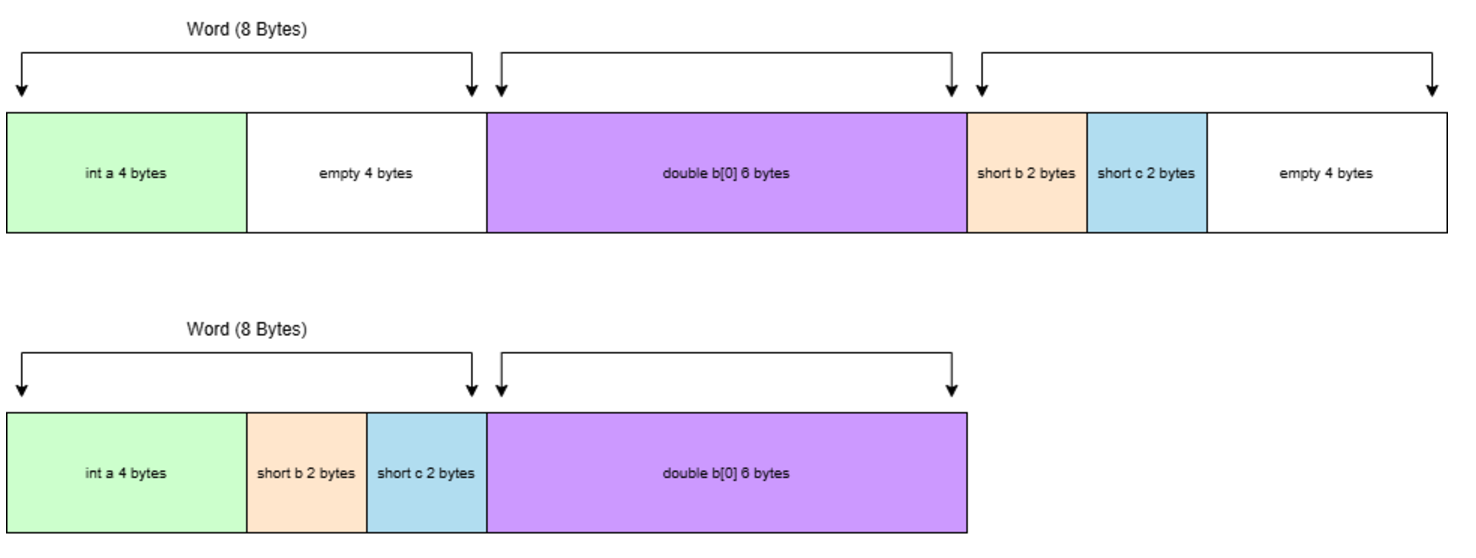 Word (8 Bytes)
int a 4 bytes
empty 4 bytes
double b[0] 6 bytes
short b 2 bytes
short c 2 bytes
empty 4 bytes
Word (8 Bytes)
int a 4 bytes
short b 2 bytes
short c 2 bytes
double b[0] 6 bytes